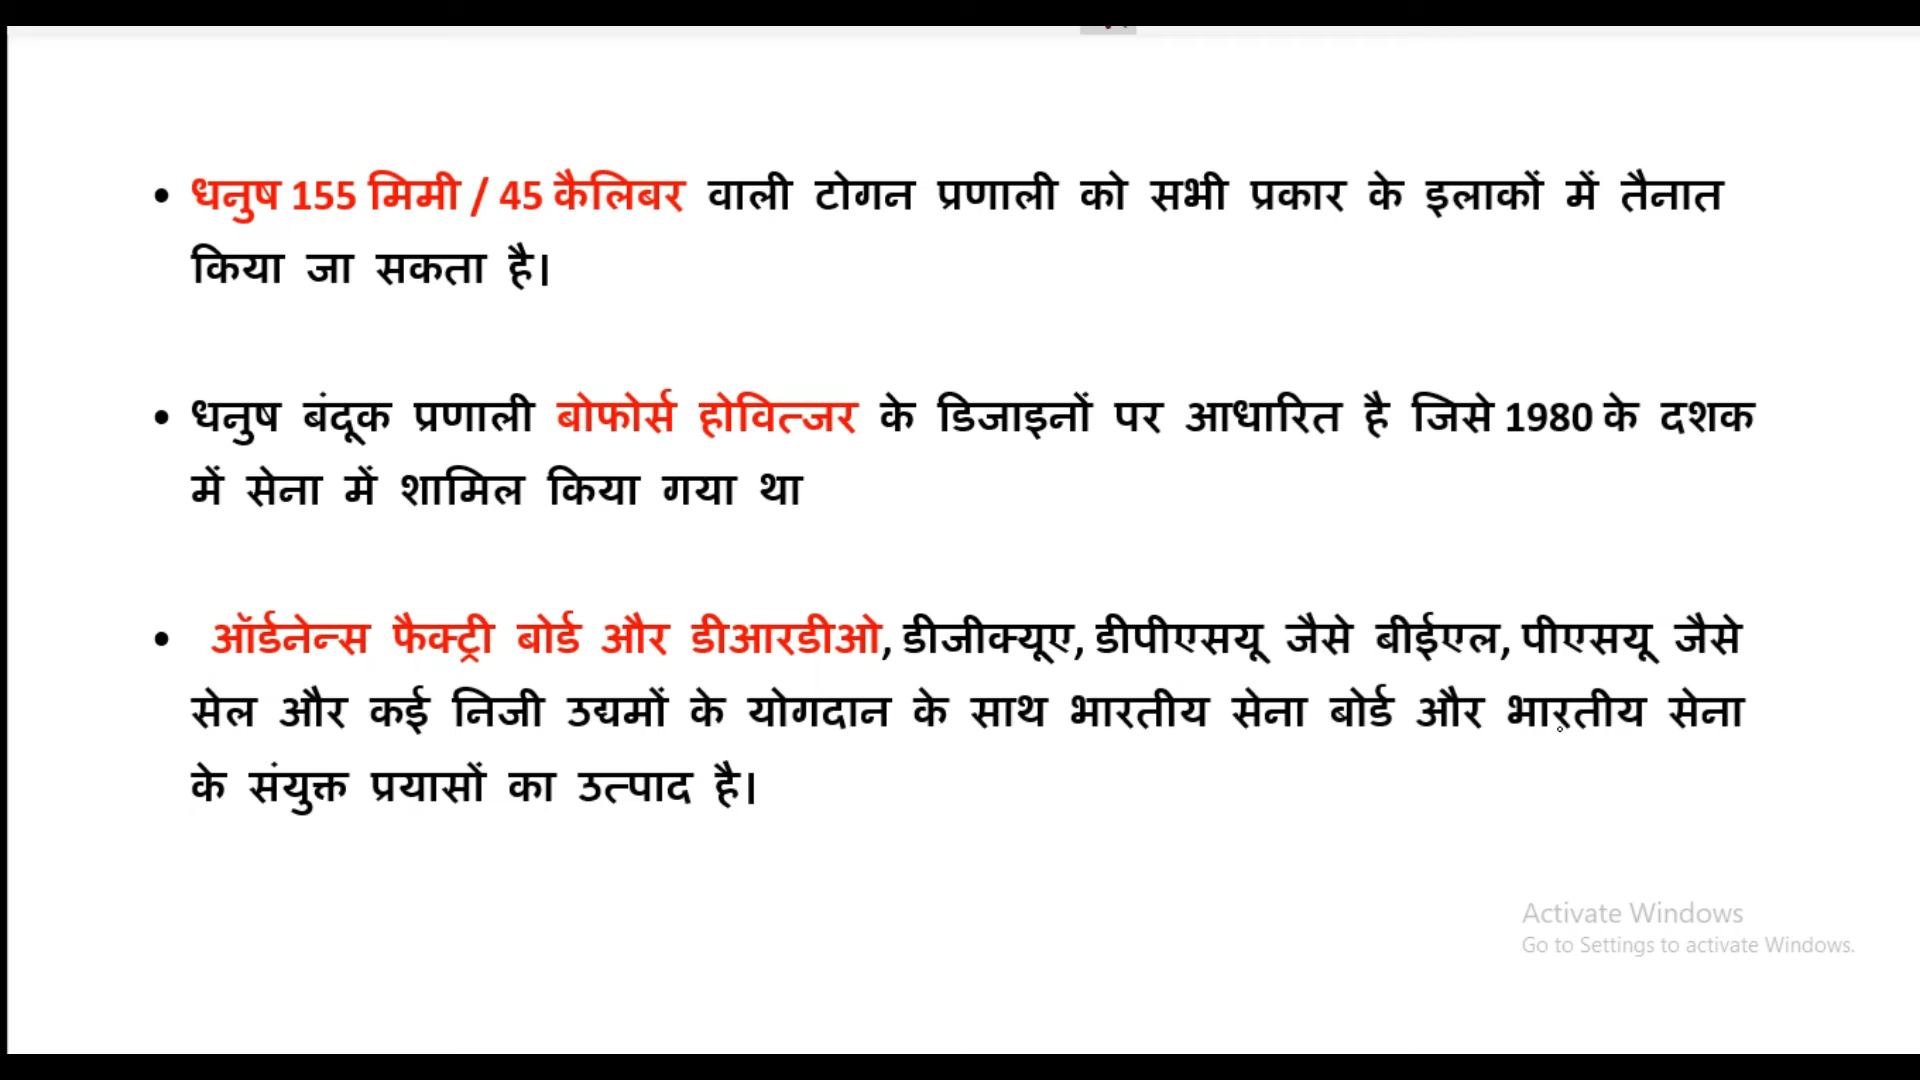 • धनुष 155 मिमी / 45 कैलिबर वाली टोगन प्रणाली को सभी प्रकार के इलाकों में तैनात
किया जा सकता है।
• धनुष बंदूक प्रणाली बोफोर्स होवित्जर के डिजाइनों पर आधारित है जिसे 1980 के दशक
में सेना में शामिल किया गया था
• ऑर्डनेन्स फैक्ट्री बोर्ड और डीआरडीओ, डीजीक्यूए, डीपीएसयू जैसे बीईएल, पीएसयू जैसे
सेल और कई निजी उद्यमों के योगदान के साथ भारतीय सेना बोर्ड और भारतीय सेना
के संयुक्त प्रयासों का उत्पाद है।
Activate Windows
Go to Settings to activate Windows.